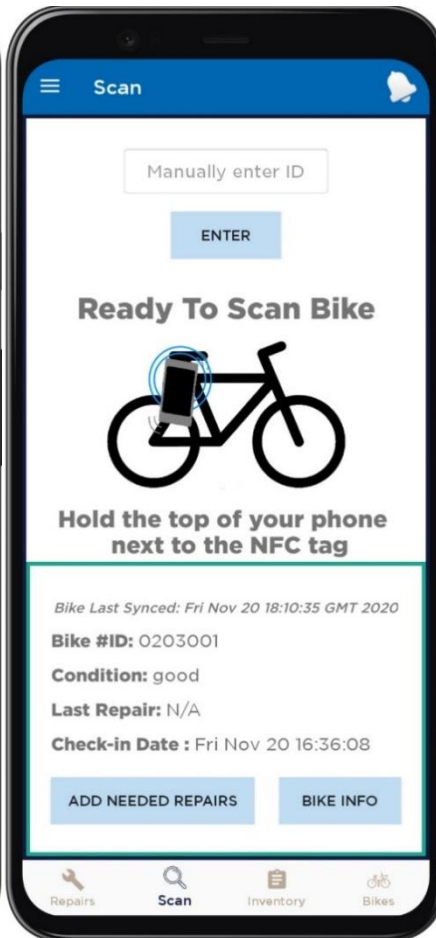 Scan
Manually enter ID
ENTER
Ready To Scan Bike
Hold the top of your phone
next to the NFC tag
Bike Last Synced: Fri Nov 20 18:10:35 GMT 2020
Bike #ID: 0203001
Condition: good
Last Repair: N/A
Check-in Date : Fri Nov 20 16:36:08
ADD NEEDED REPAIRS BIKE INFO
Repairs Scan Inventory Bikes